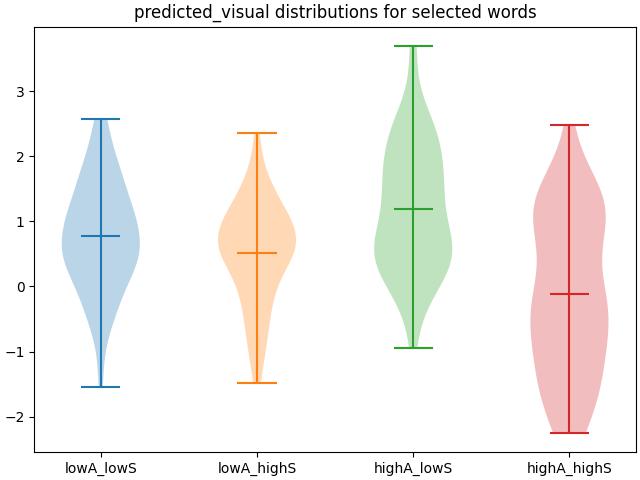 predicted_visual distributions for selected words
3
2
1
0
−1
−2
lowA_lowS
lowA_highS
highA_lowS
highA_highS